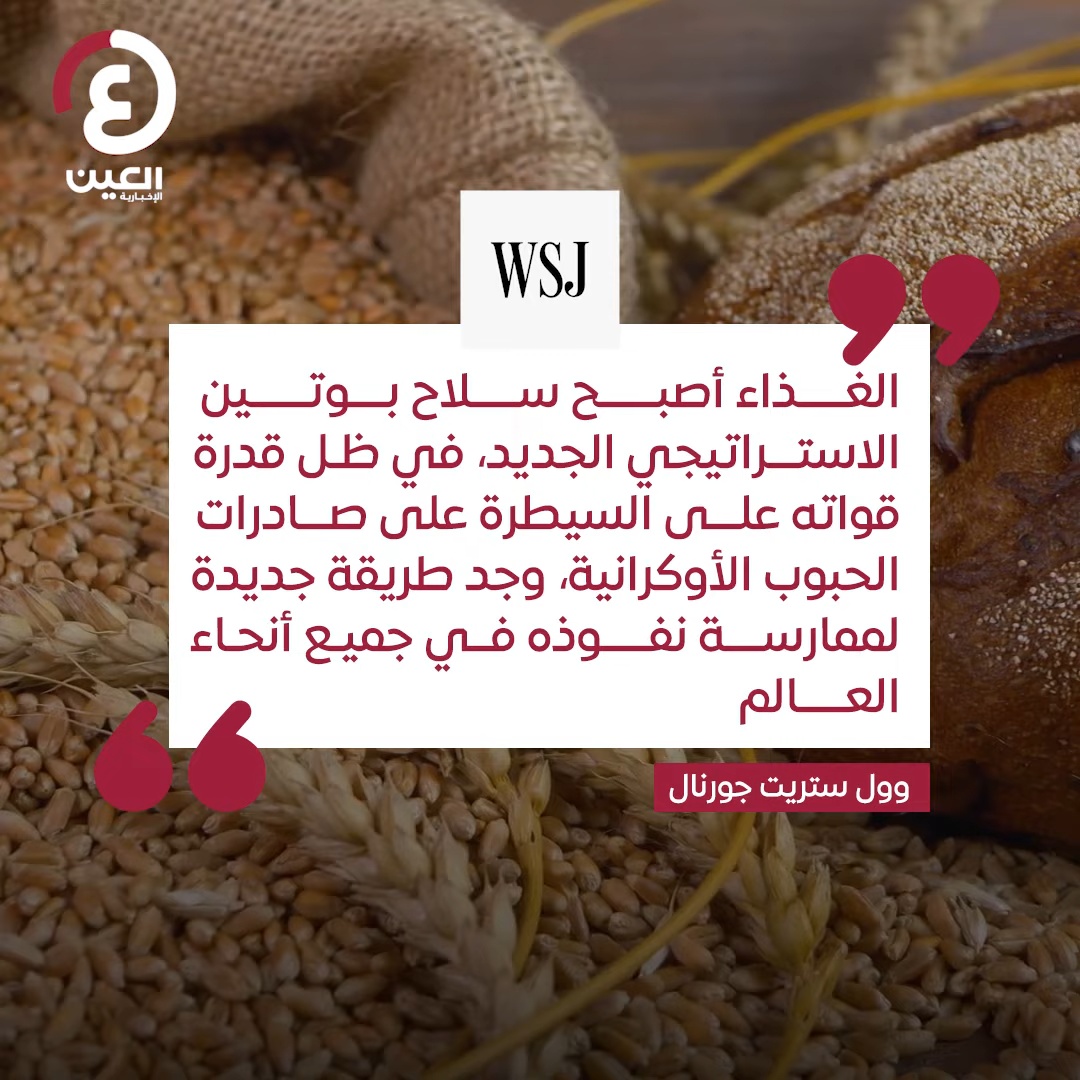 ع
العين
الإخبارية
WSJ
الغذاء أصبح سلاح بوتين
الاستراتيجي الجديد، في ظل قدرة
قواته على السيطرة على صادرات
الحبوب الأوكرانية، وجد طريقة جديدة
لممارسة نفوذه في جميع أنحاء
العالم
وول ستريت جورنال